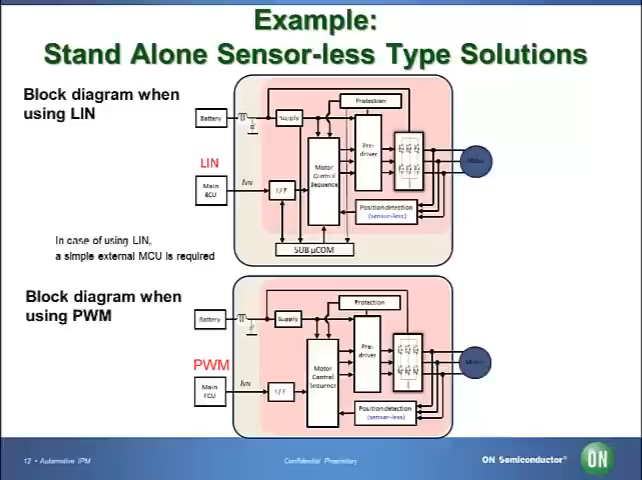 Example:
Stand Alone Sensor-less Type Solutions
Block diagram when
using LIN
Battery
Supply
Protection
Pre-
driver
LIN
Main
ECU
I/F
Motor
Control
Sequence
Motor
Position detection
(sensor-less)
SUB μCOM
In case of using LIN,
a simple external MCU is required
Block diagram when
using PWM
Battery
Supply
Protection
Pre-
driver
PWM
Main
ECU
I/F
Motor
Control
Sequence
Motor
Position detection
(sensor-less)
12 • Automotive IPM
Confidential Proprietary
ON Semiconductor®
ON